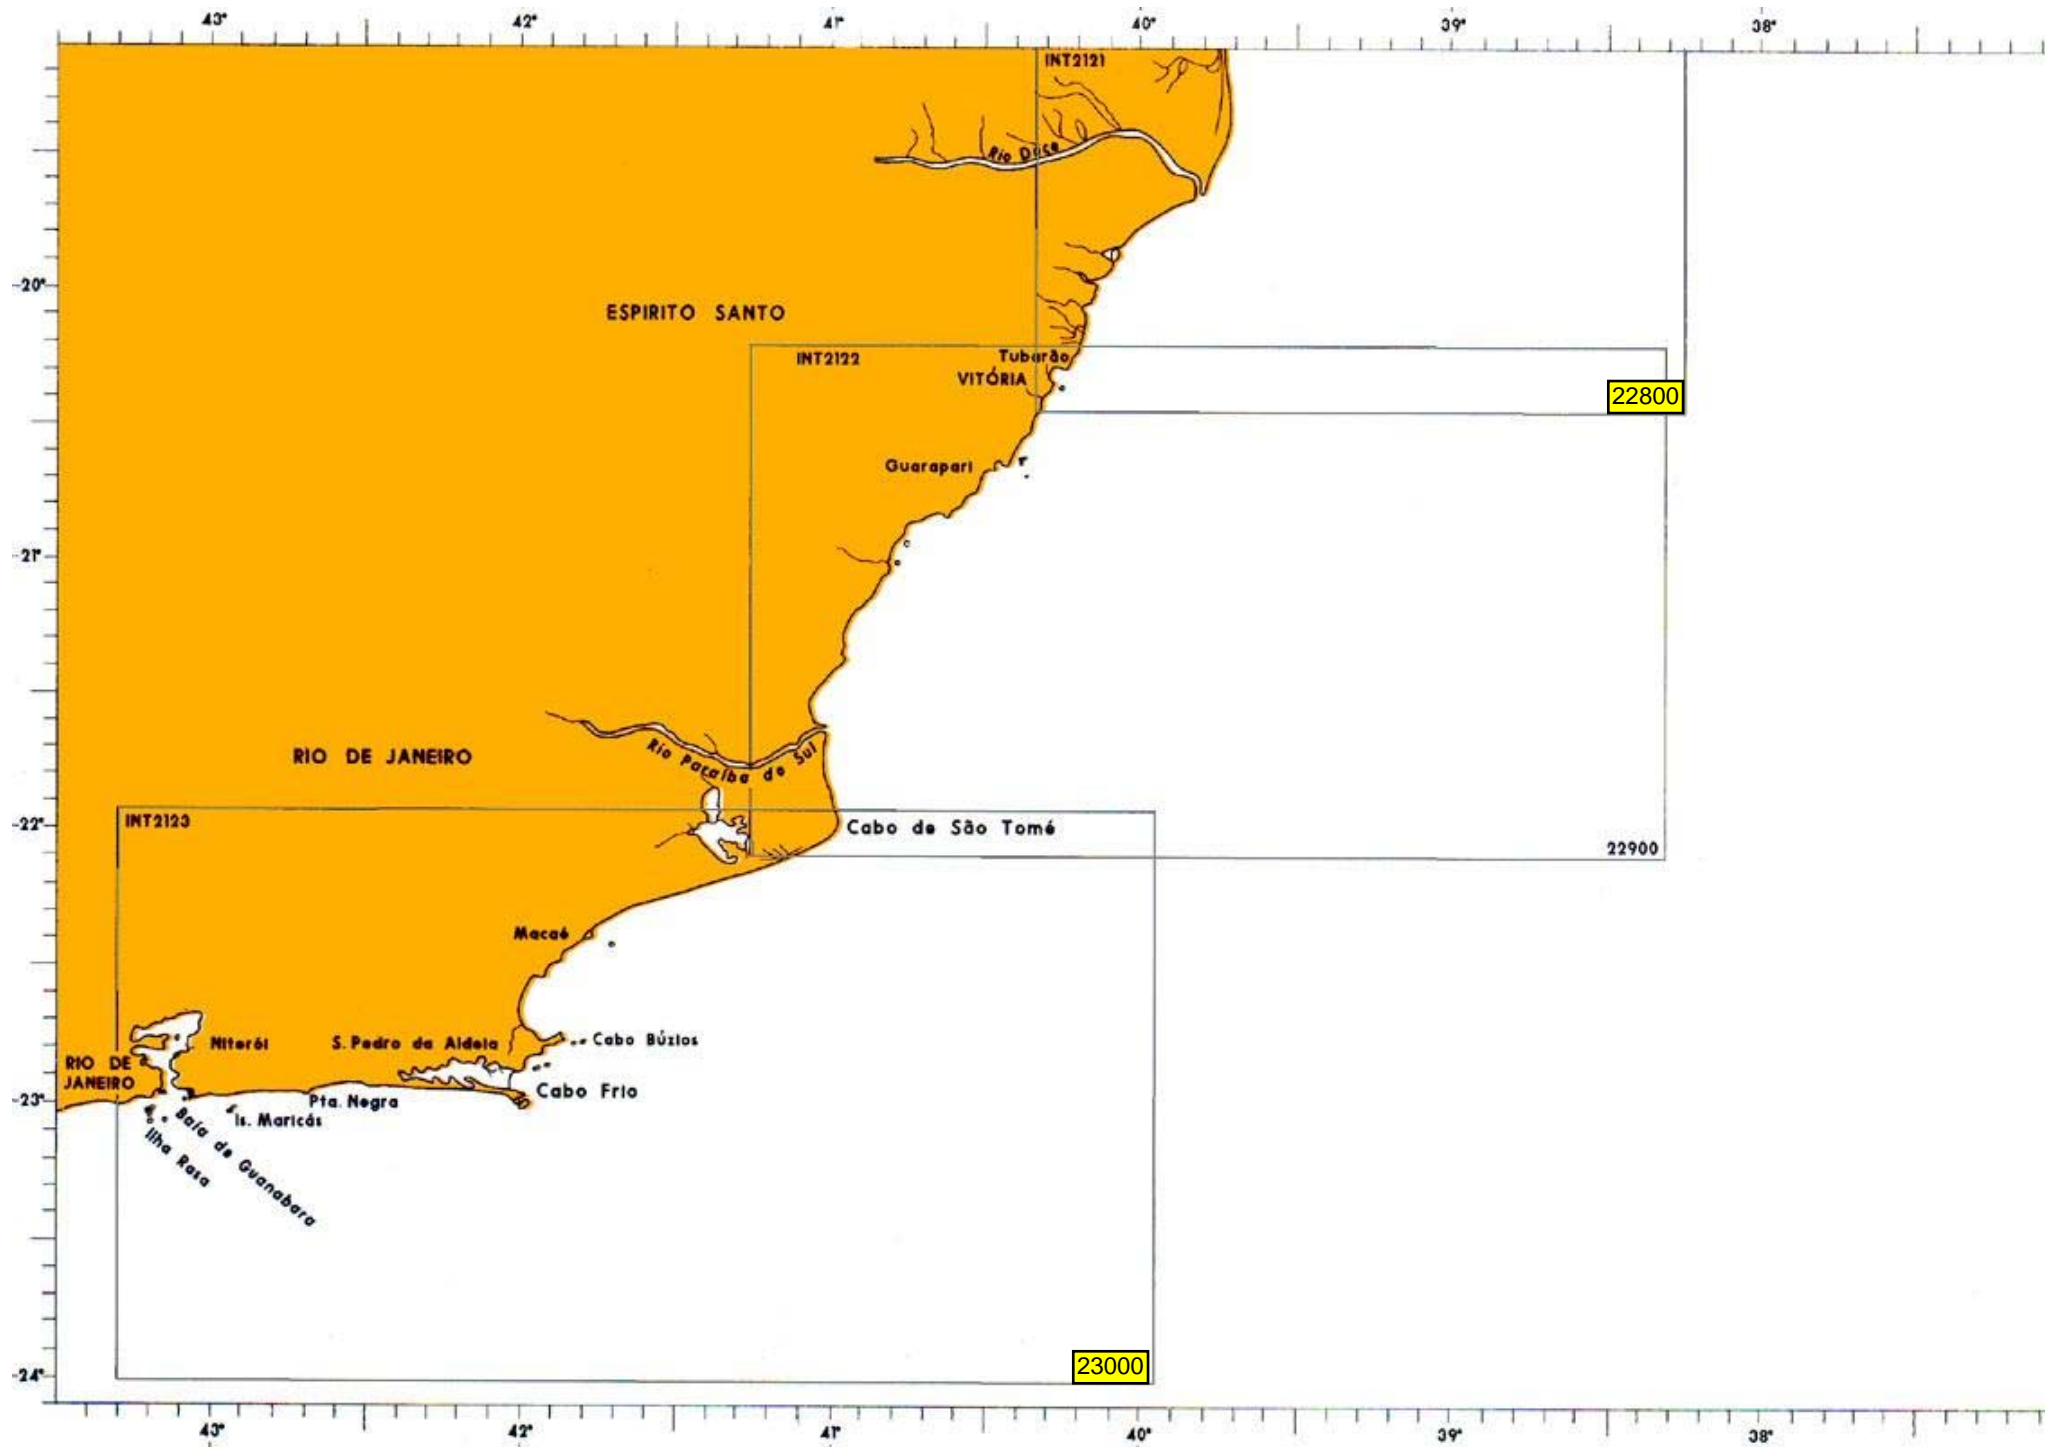 43° 42° 41° 40° 39° 38°
INT2121
Rio Doce
-20°
ESPIRITO SANTO
INT2122
Tubarão
VITÓRIA
22800
Guarapari
-21°
RIO DE JANEIRO
Rio Paraíba do Sul
INT2123
-22°
Cabo de São Tomé
22900
Macaé
Niterói
S. Pedro da Aldeia
Cabo Búzios
RIO DE
JANEIRO
Cabo Frio
-23°
Pta. Negra
Is. Maricás
Baía de Guanabara
Ilha Rasa
23000
-24°
43° 42° 41° 40° 39° 38°